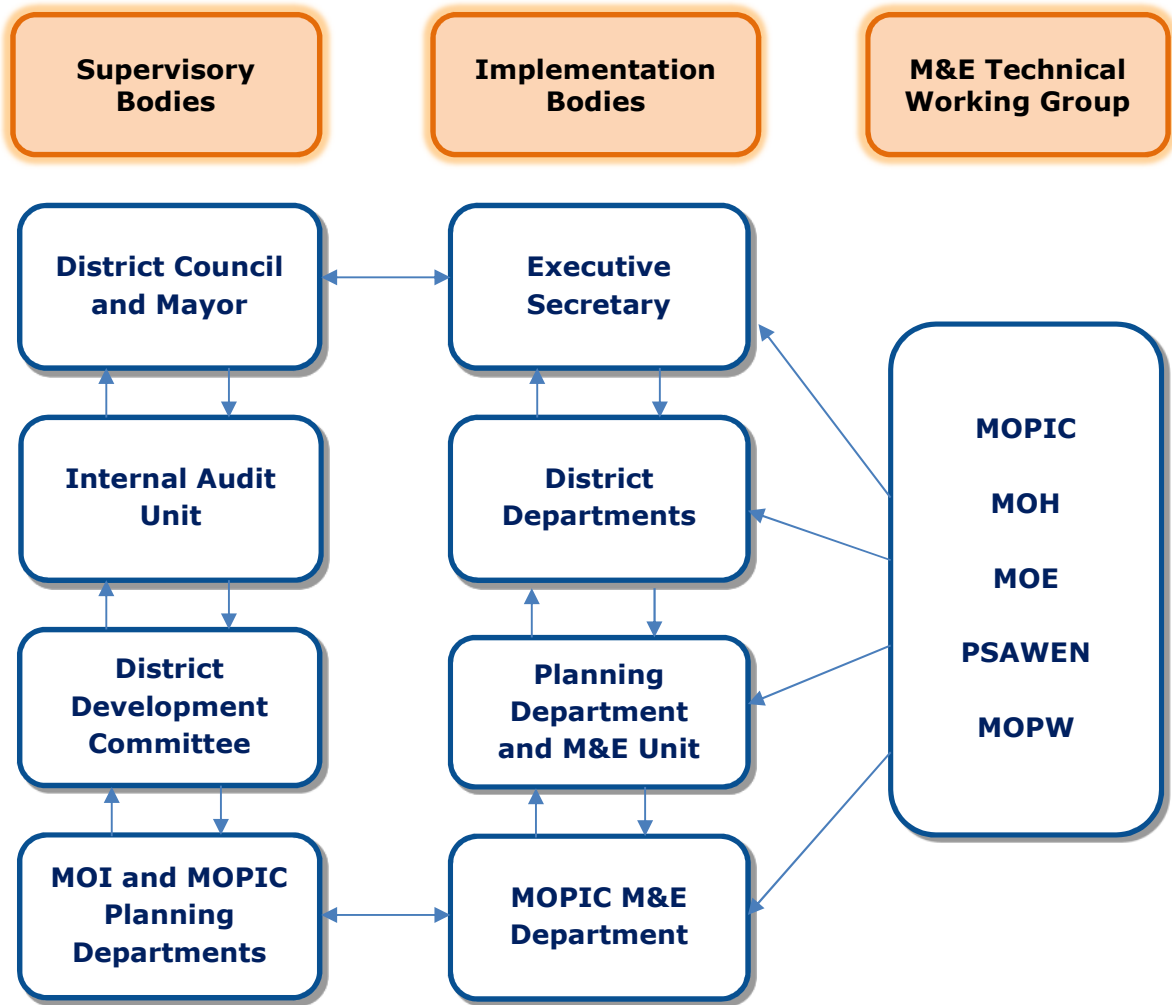 Supervisory
Bodies
Implementation
Bodies
M&E Technical
Working Group
District Council
and Mayor
Executive
Secretary
Internal Audit
Unit
District
Departments
District
Development
Committee
Planning
Department
and M&E Unit
MOI and MOPIC
Planning
Departments
MOPIC M&E
Department
MOPIC
MOH
MOE
PSAWEN
MOPW